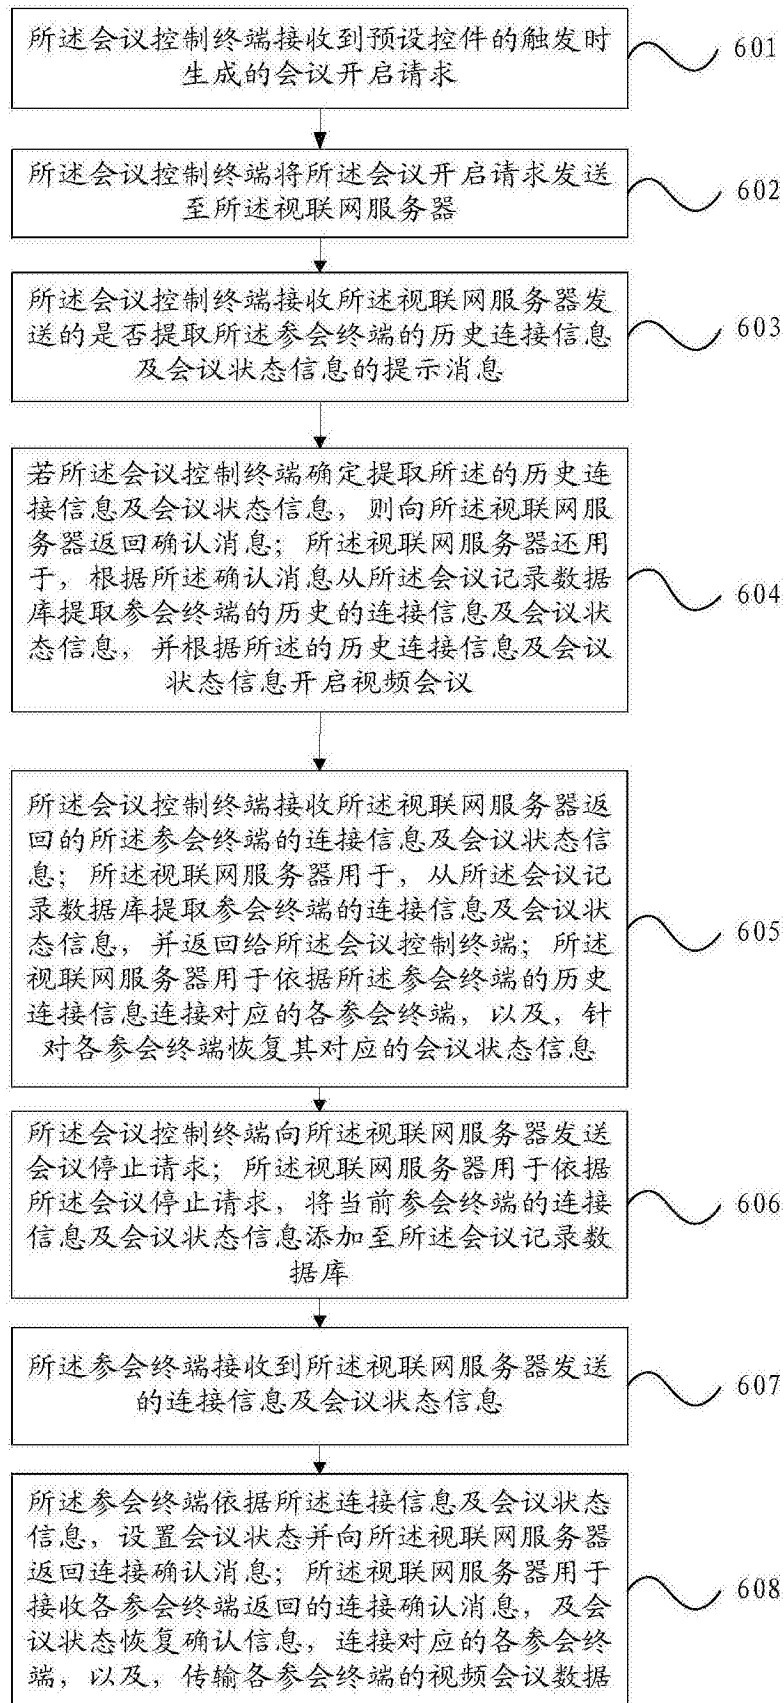 所述会议控制终端接收到预设控件的触发时
生成的会议开启请求
601
所述会议控制终端将所述会议开启请求发送
至所述视联网服务器
602
所述会议控制终端接收所述视联网服务器发
送的是否提取所述参会终端的历史连接信息
及会议状态信息的提示消息
603
若所述会议控制终端确定提取所述的历史连
接信息及会议状态信息，则向所述视联网服
务器返回确认消息；所述视联网服务器还用
于，根据所述确认消息从所述会议记录数据
库提取参会终端的历史的连接信息及会议状
态信息，并根据所述的历史连接信息及会议
状态信息开启视频会议
604
所述会议控制终端接收所述视联网服务器返
回的所述参会终端的连接信息及会议状态信
息；所述视联网服务器用于，从所述会议记
录数据库提取参会终端的连接信息及会议状
态信息，并返回给所述会议控制终端；所述
视联网服务器用于依据所述参会终端的历史
连接信息连接对应的各参会终端，以及，针
对各参会终端恢复其对应的会议状态信息
605
所述会议控制终端向所述视联网服务器发送
会议停止请求；所述视联网服务器用于依据
所述会议停止请求，将当前参会终端的连接
信息及会议状态信息添加至所述会议记录数
据库
606
所述参会终端接收到所述视联网服务器发送
的连接信息及会议状态信息
607
所述参会终端依据所述连接信息及会议状态
信息，设置会议状态并向所述视联网服务器
返回连接确认消息；所述视联网服务器用于
接收各参会终端返回的连接确认消息，及会
议状态恢复确认信息，连接对应的各参会终
端，以及，传输各参会终端的视频会议数据
608